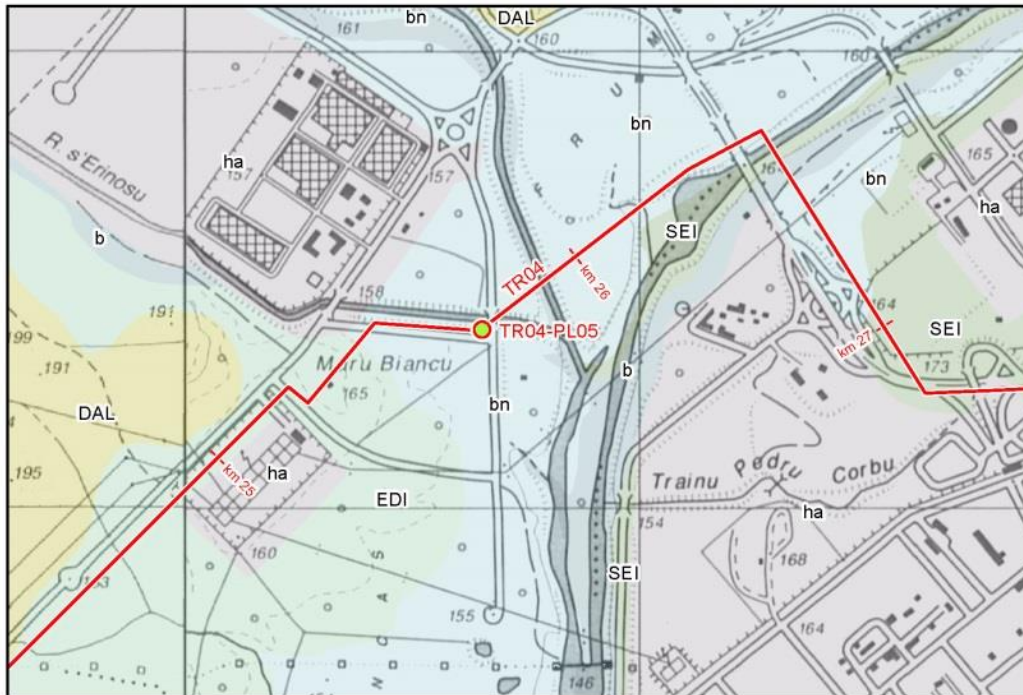 bn
DAL
161
160
R U M
160
R. s'Erinosu
ha
157
157
bn
165
bn
161
ha
SEI
b
TR04
km 26
158
191
164
199
TR04-PL05
SEI
km 27
Muru Biancu
191
b
173
165
DAL
bn
195
km 25
ha
Trainu Pedru Corbu
EDI
ha
154
160
168
SEI
163
N C A S
155
164
146